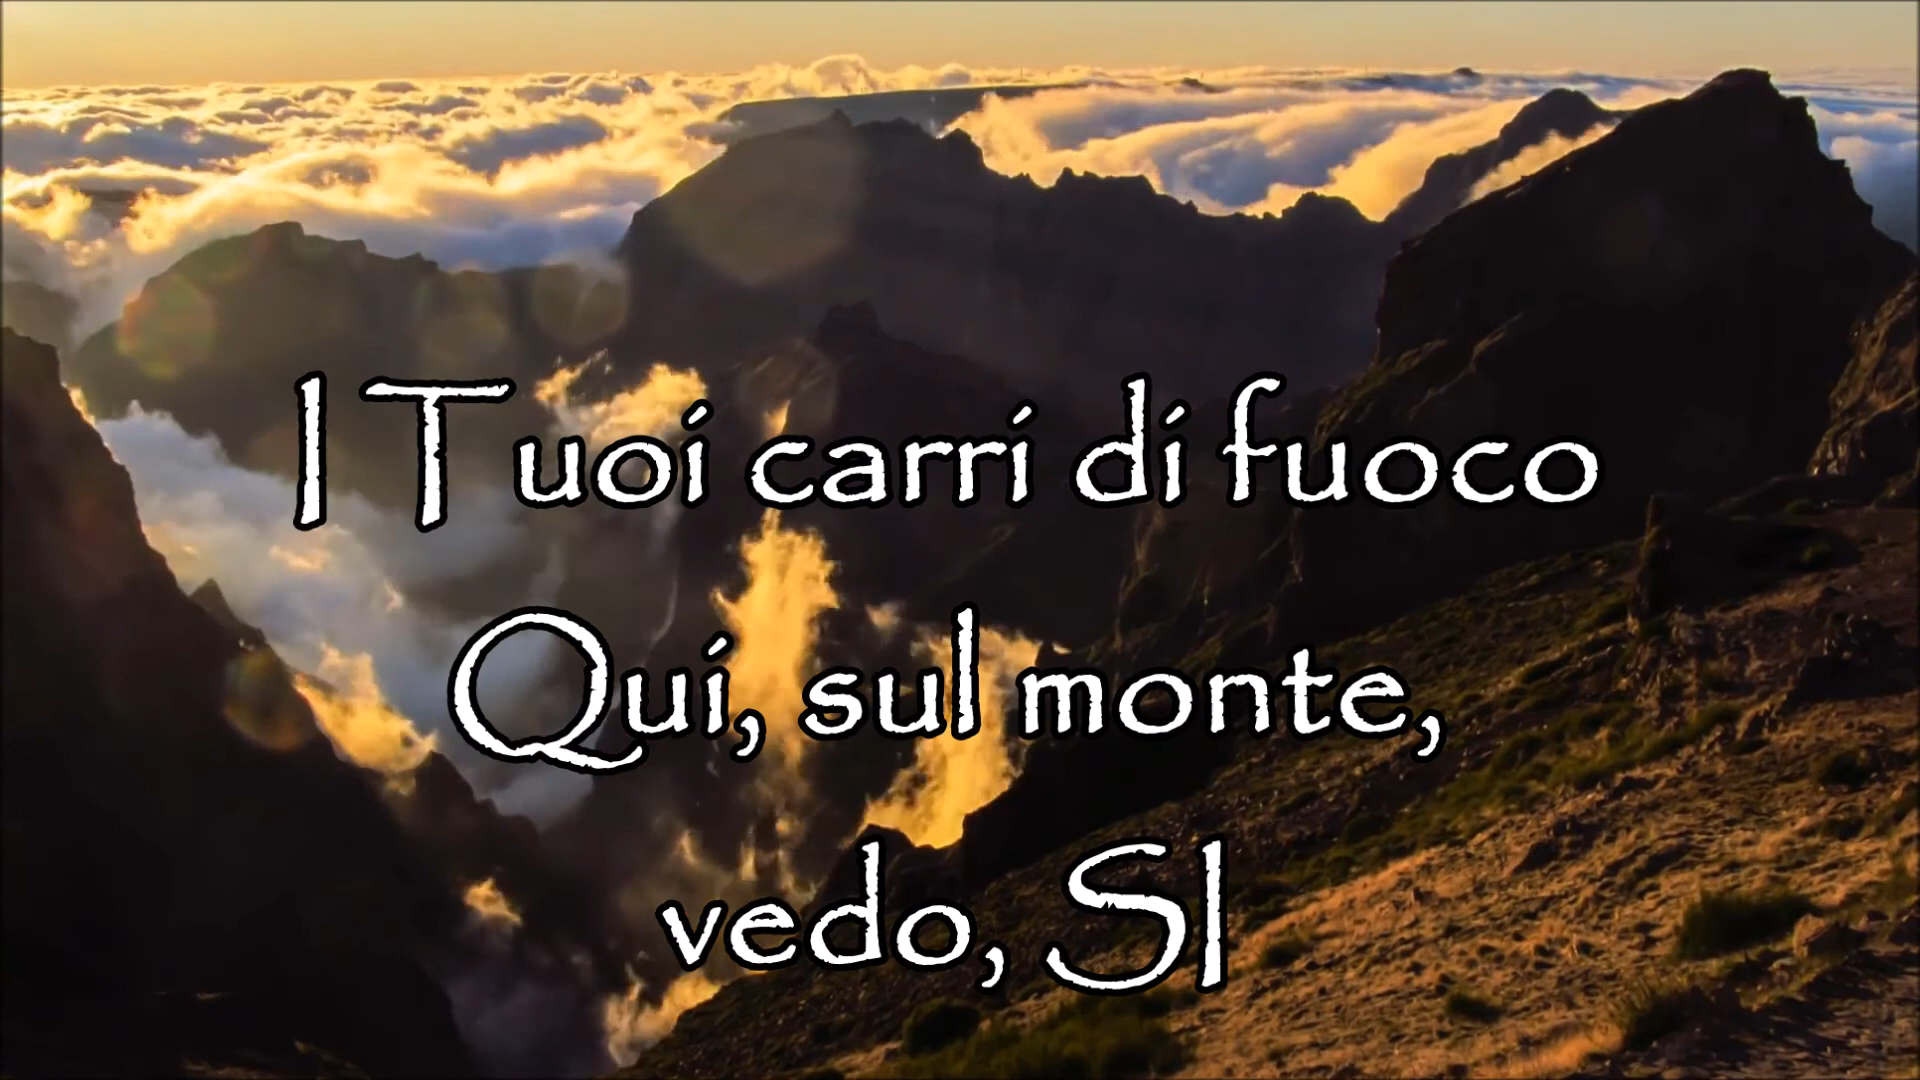 I Tuoi carri di fuoco
Qui, sul monte,
vedo, SI